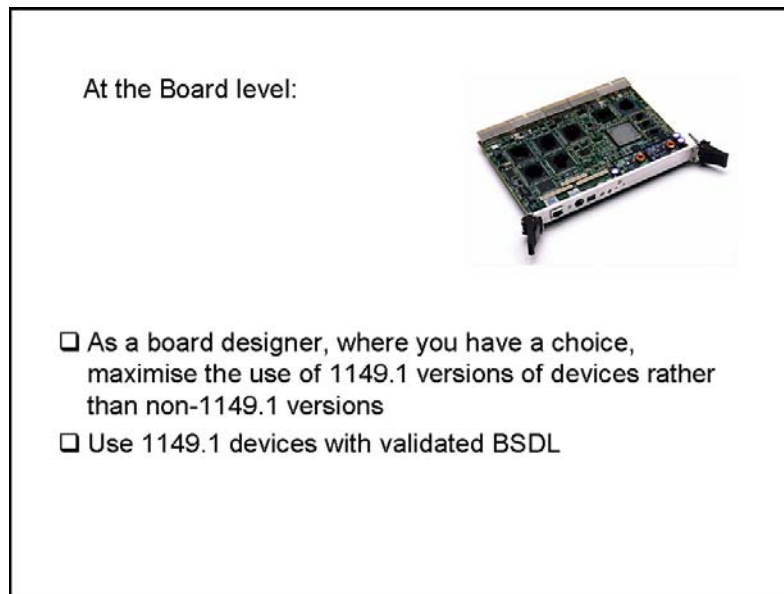 At the Board level:
❑ As a board designer, where you have a choice,
maximise the use of 1149.1 versions of devices rather
than non-1149.1 versions
❑ Use 1149.1 devices with validated BSDL